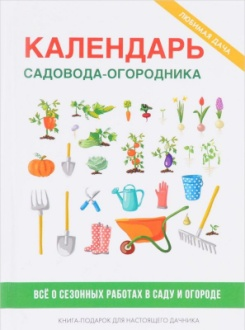 ЛЮБИМАЯ ДАЧА
КАЛЕНДАРЬ
САДОВОДА-ОГОРОДНИКА
ВСЁ О СЕЗОННЫХ РАБОТАХ В САДУ И ОГОРОДЕ
КНИГА-ПОДАРОК ДЛЯ НАСТОЯЩЕГО ДАЧНИКА